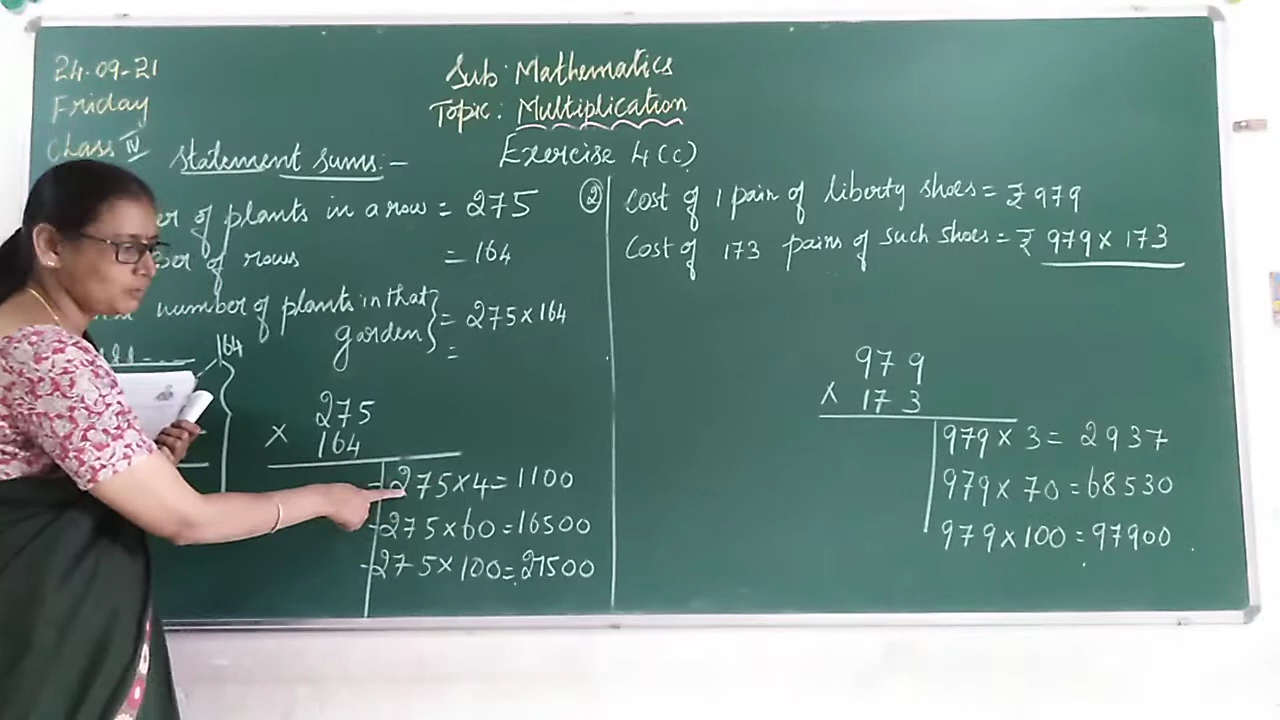 24.09-21
Friday
Class IV
Sub: Mathematics
Topic: Multiplication
Exercise 4(c)
Statement sums:-
of plants in a row = 275
of rows = 164
number of plants in that garden } = 275 × 164
=
164
275
× 164
275 × 4 = 1100
275 × 60 = 16500
275 × 100 = 27500
② Cost of 1 pair of liberty shoes = ₹ 979
Cost of 173 pairs of such shoes = ₹ 979 × 173
979
× 173
979 × 3 = 2937
979 × 70 = 68530
979 × 100 = 97900